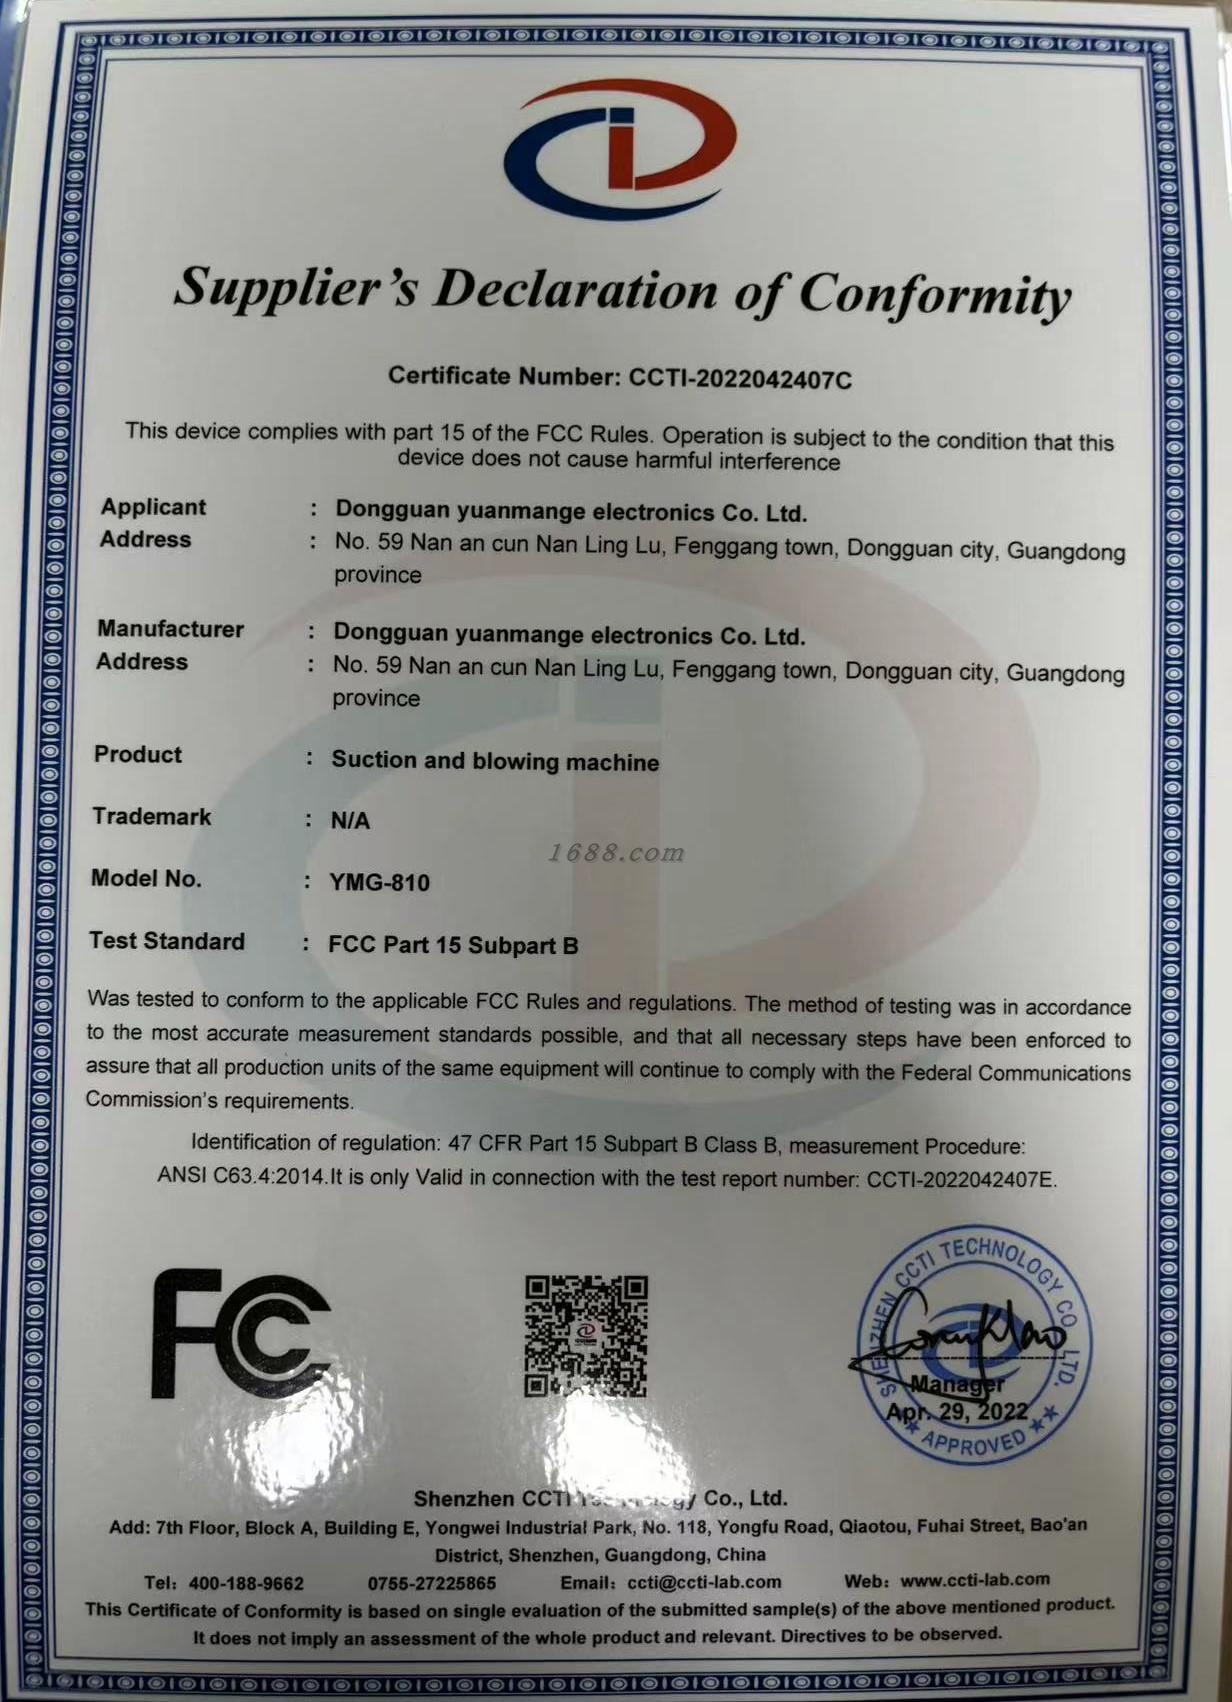 Supplier's Declaration of Conformity
Certificate Number: CCTI-2022042407C
This device complies with part 15 of the FCC Rules. Operation is subject to the condition that this
device does not cause harmful interference
Applicant : Dongguan yuanmange electronics Co. Ltd.
Address : No. 59 Nan an cun Nan Ling Lu, Fenggang town, Dongguan city, Guangdong
province
Manufacturer : Dongguan yuanmange electronics Co. Ltd.
Address : No. 59 Nan an cun Nan Ling Lu, Fenggang town, Dongguan city, Guangdong
province
Product : Suction and blowing machine
Trademark : N/A
1688.com
Model No. : YMG-810
Test Standard : FCC Part 15 Subpart B
Was tested to conform to the applicable FCC Rules and regulations. The method of testing was in accordance
to the most accurate measurement standards possible, and that all necessary steps have been enforced to
assure that all production units of the same equipment will continue to comply with the Federal Communications
Commission's requirements.
Identification of regulation: 47 CFR Part 15 Subpart B Class B, measurement Procedure:
ANSI C63.4:2014.It is only Valid in connection with the test report number: CCTI-2022042407E.
FC
SHENZHEN CCTI TECHNOLOGY CO., LTD.
Manager
Apr. 29, 2022
APPROVED
Shenzhen CCTI Co., Ltd.
Add: 7th Floor, Block A, Building E, Yongwei Industrial Park, No. 118, Yongfu Road, Qiaotou, Fuhai Street, Bao'an
District, Shenzhen, Guangdong, China
Tel: 400-188-9662 0755-27225865 Email: ccti@ccti-lab.com Web: www.ccti-lab.com
This Certificate of Conformity is based on single evaluation of the submitted sample(s) of the above mentioned product.
It does not imply an assessment of the whole product and relevant. Directives to be observed.